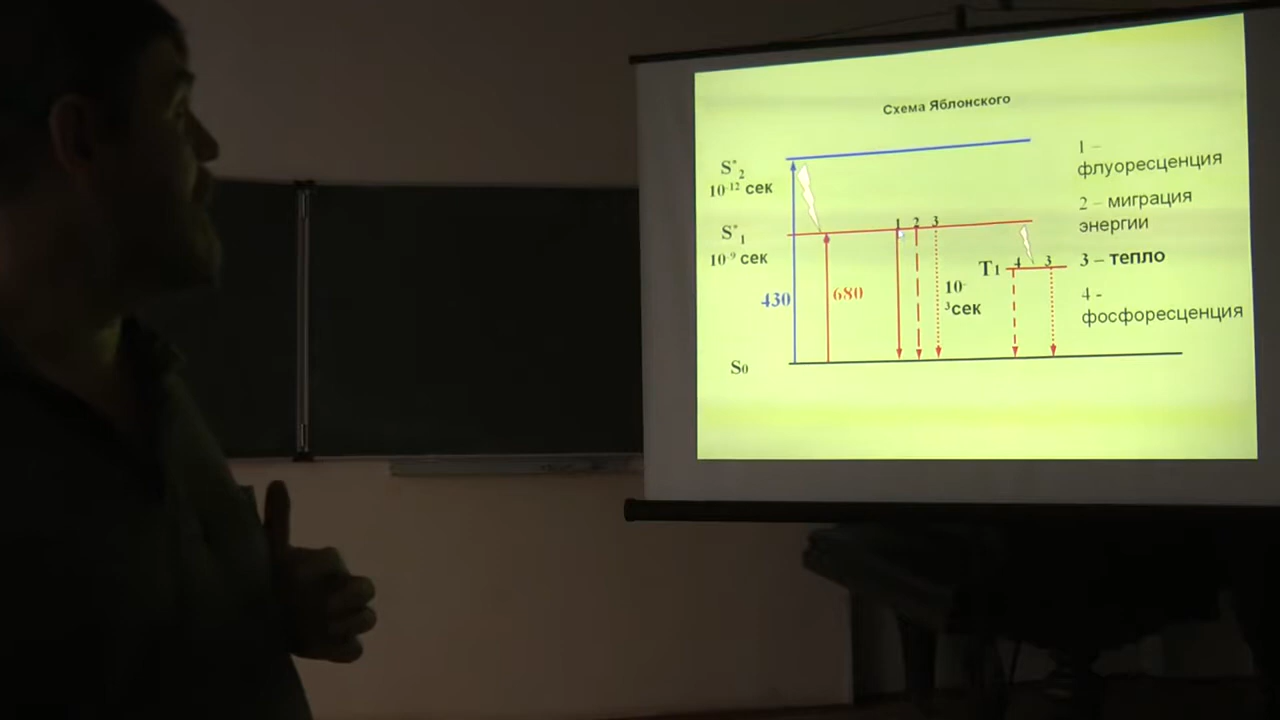 Схема Яблонского
S*2
10-12 сек
S*1
10-9 сек
430
680
1 2 3
10-
3сек
T1
4 3
S0
1 –
флуоресценция
2 – миграция
энергии
3 – тепло
4 -
фосфоресценция